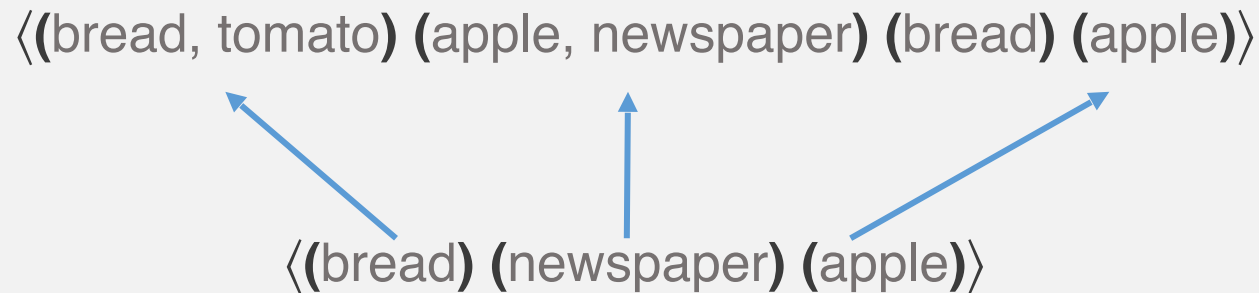 ⟨(bread, tomato) (apple, newspaper) (bread) (apple)⟩
⟨(bread) (newspaper) (apple)⟩